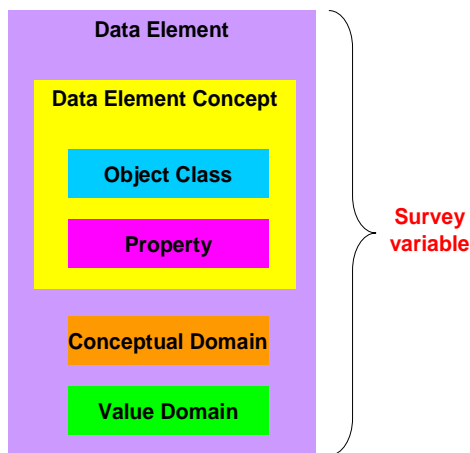 Data Element
Data Element Concept
Object Class
Property
Survey
variable
Conceptual Domain
Value Domain